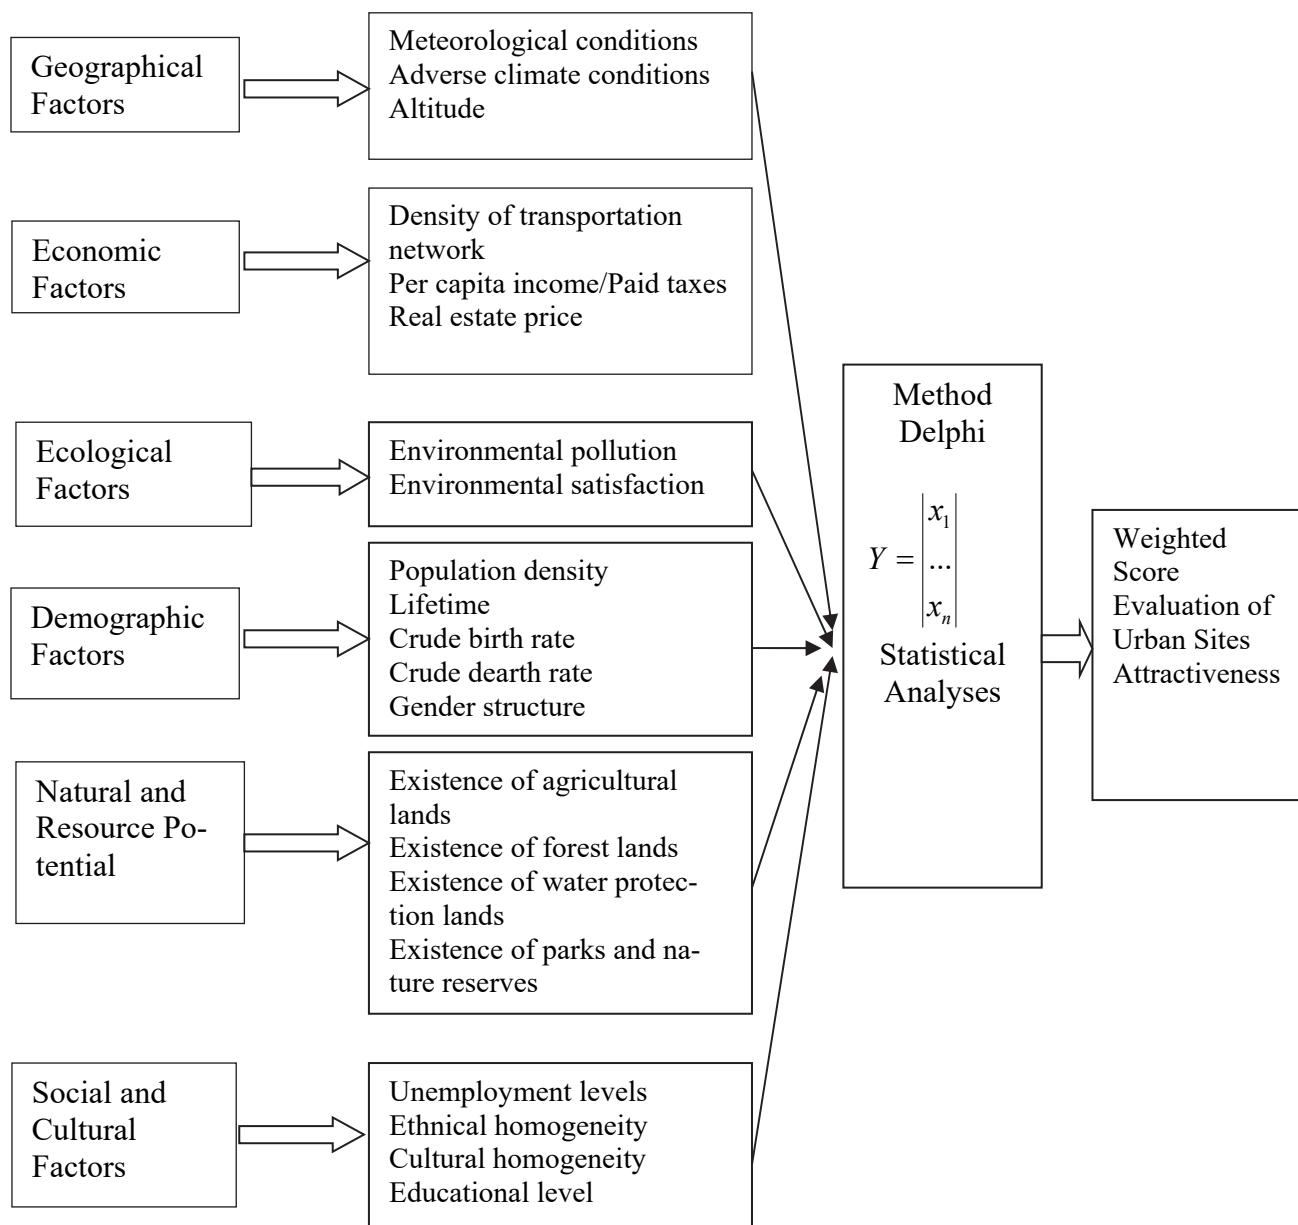 Geographical
Factors
Meteorological conditions
Adverse climate conditions
Altitude
Economic
Factors
Density of transportation
network
Per capita income/Paid taxes
Real estate price
Ecological
Factors
Environmental pollution
Environmental satisfaction
Demographic
Factors
Population density
Lifetime
Crude birth rate
Crude dearth rate
Gender structure
Natural and
Resource Po-
tential
Existence of agricultural
lands
Existence of forest lands
Existence of water protec-
tion lands
Existence of parks and na-
ture reserves
Social and
Cultural
Factors
Unemployment levels
Ethnical homogeneity
Cultural homogeneity
Educational level
Method
Delphi
Y = |x₁|
|...|
|xₙ|
Statistical
Analyses
Weighted
Score
Evaluation of
Urban Sites
Attractiveness